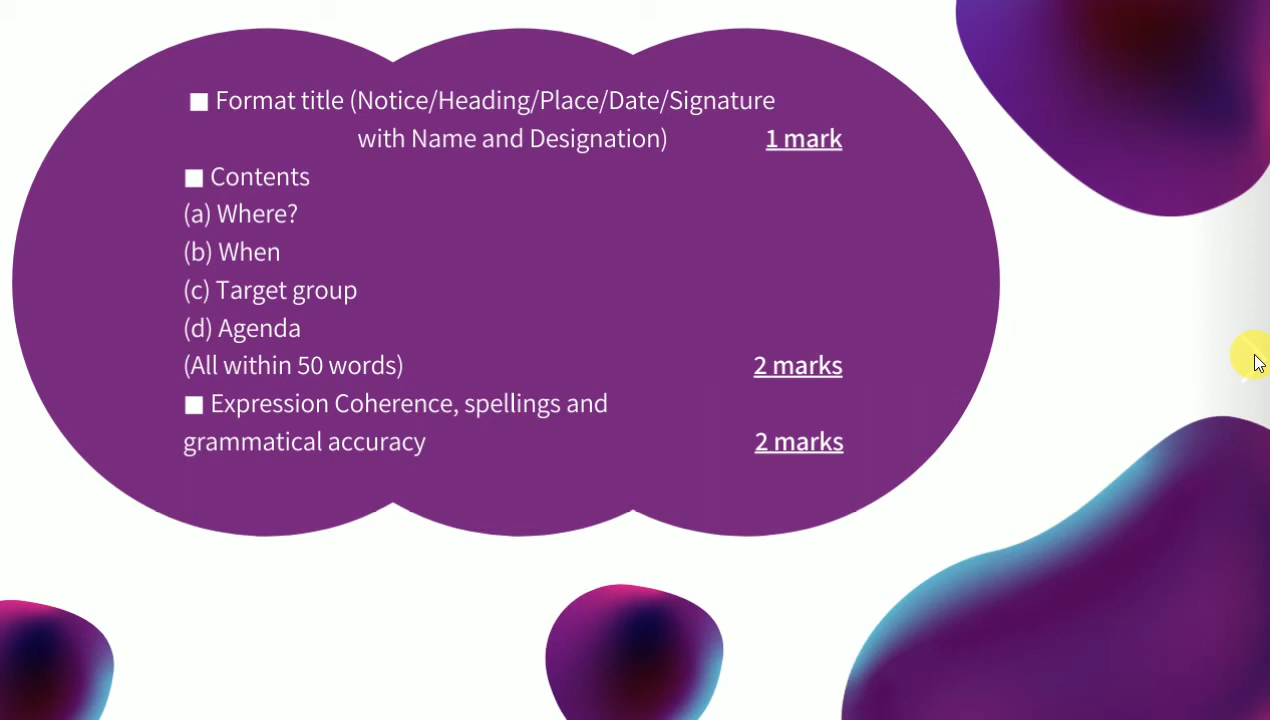 ■ Format title (Notice/Heading/Place/Date/Signature
with Name and Designation) 1 mark
■ Contents
(a) Where?
(b) When
(c) Target group
(d) Agenda
(All within 50 words) 2 marks
■ Expression Coherence, spellings and
grammatical accuracy 2 marks